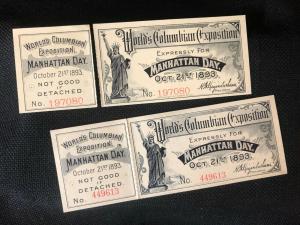 WORLD'S COLUMBIAN
EXPOSITION.
MANHATTAN DAY.
October 21st 1893.
NOT GOOD
IF
DETACHED.
No. 197080
World's Columbian Exposition
EXPRESSLY FOR
MANHATTAN DAY.
OCT. 21st 1893.
No. 197080
WORLD'S COLUMBIAN
EXPOSITION.
MANHATTAN DAY.
October 21st 1893.
NOT GOOD
IF
DETACHED.
No. 449613
World's Columbian Exposition
EXPRESSLY FOR
MANHATTAN DAY.
OCT. 21st 1893.
No. 449613